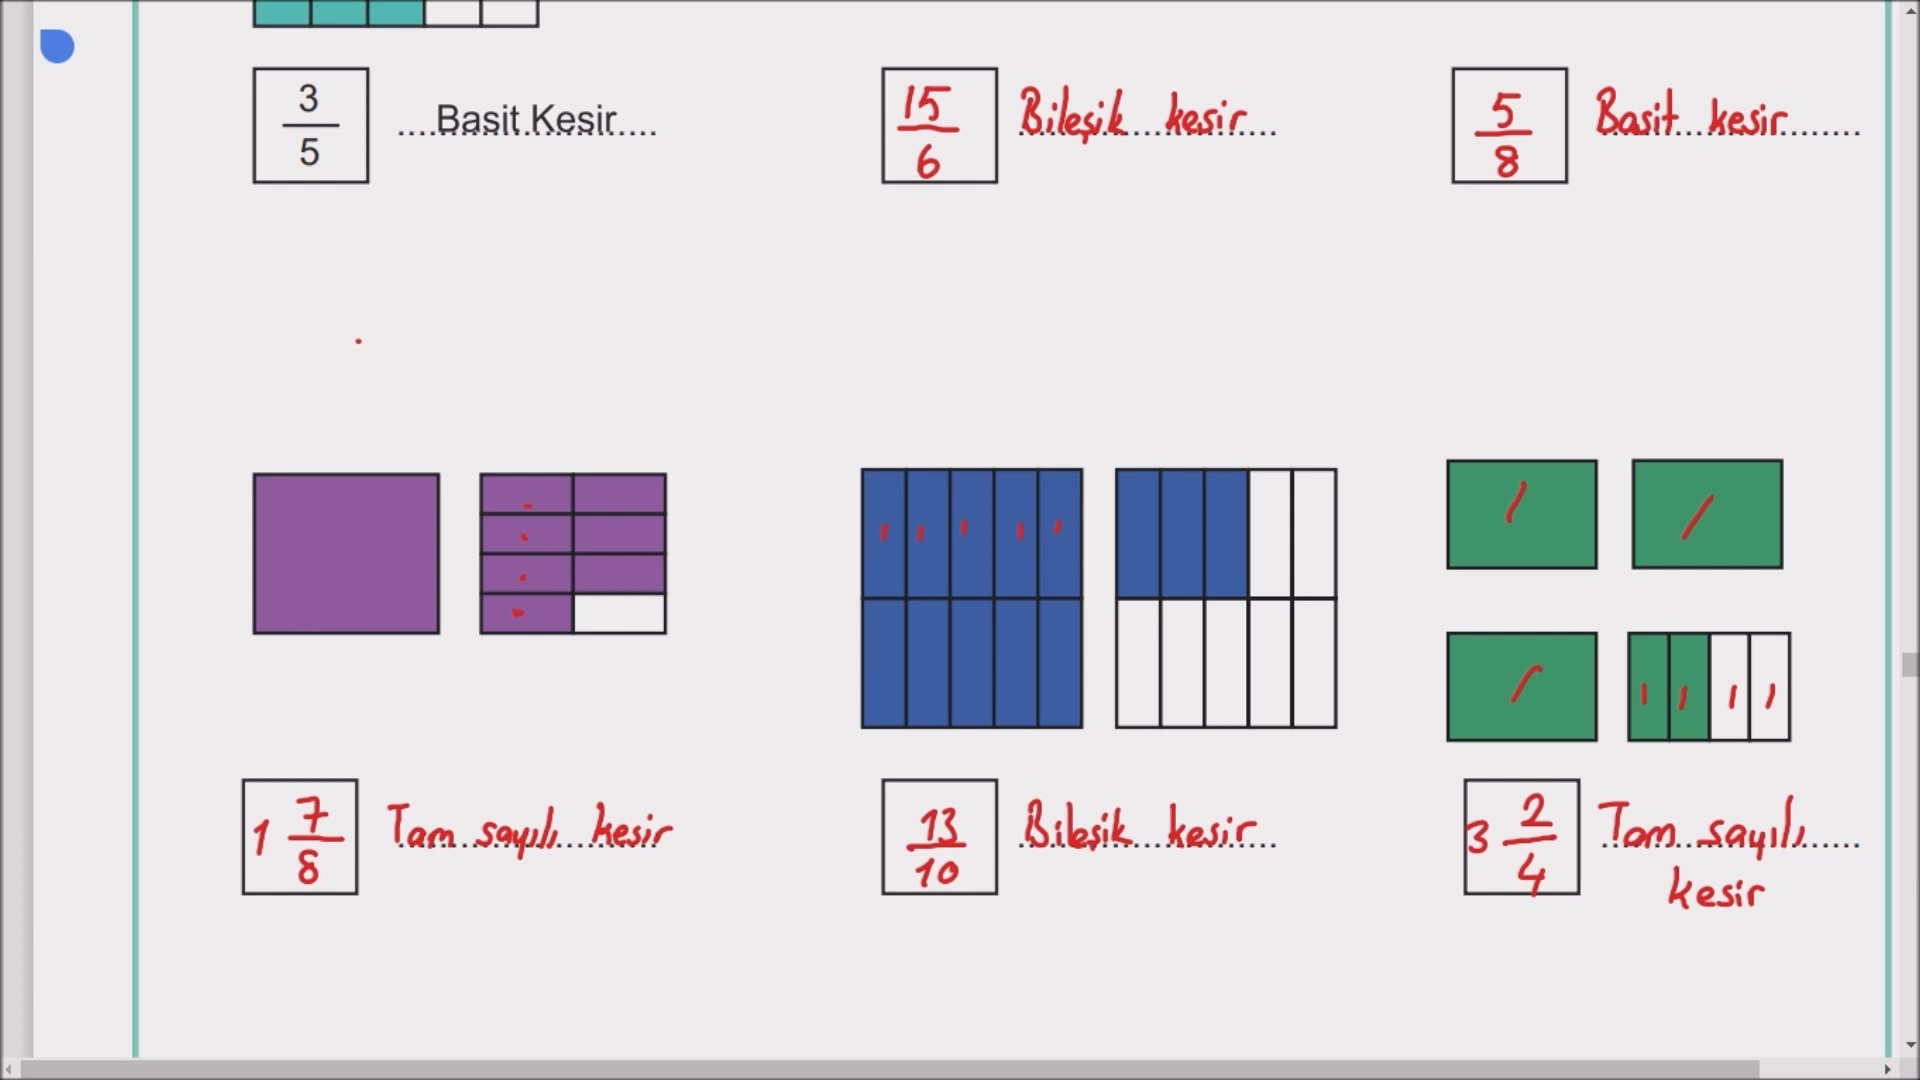 3/5 Basit Kesir
15/6 Bileşik kesir
5/8 Basit kesir
1 7/8 Tam sayılı kesir
13/10 Bileşik kesir
3 2/4 Tam sayılı
kesir